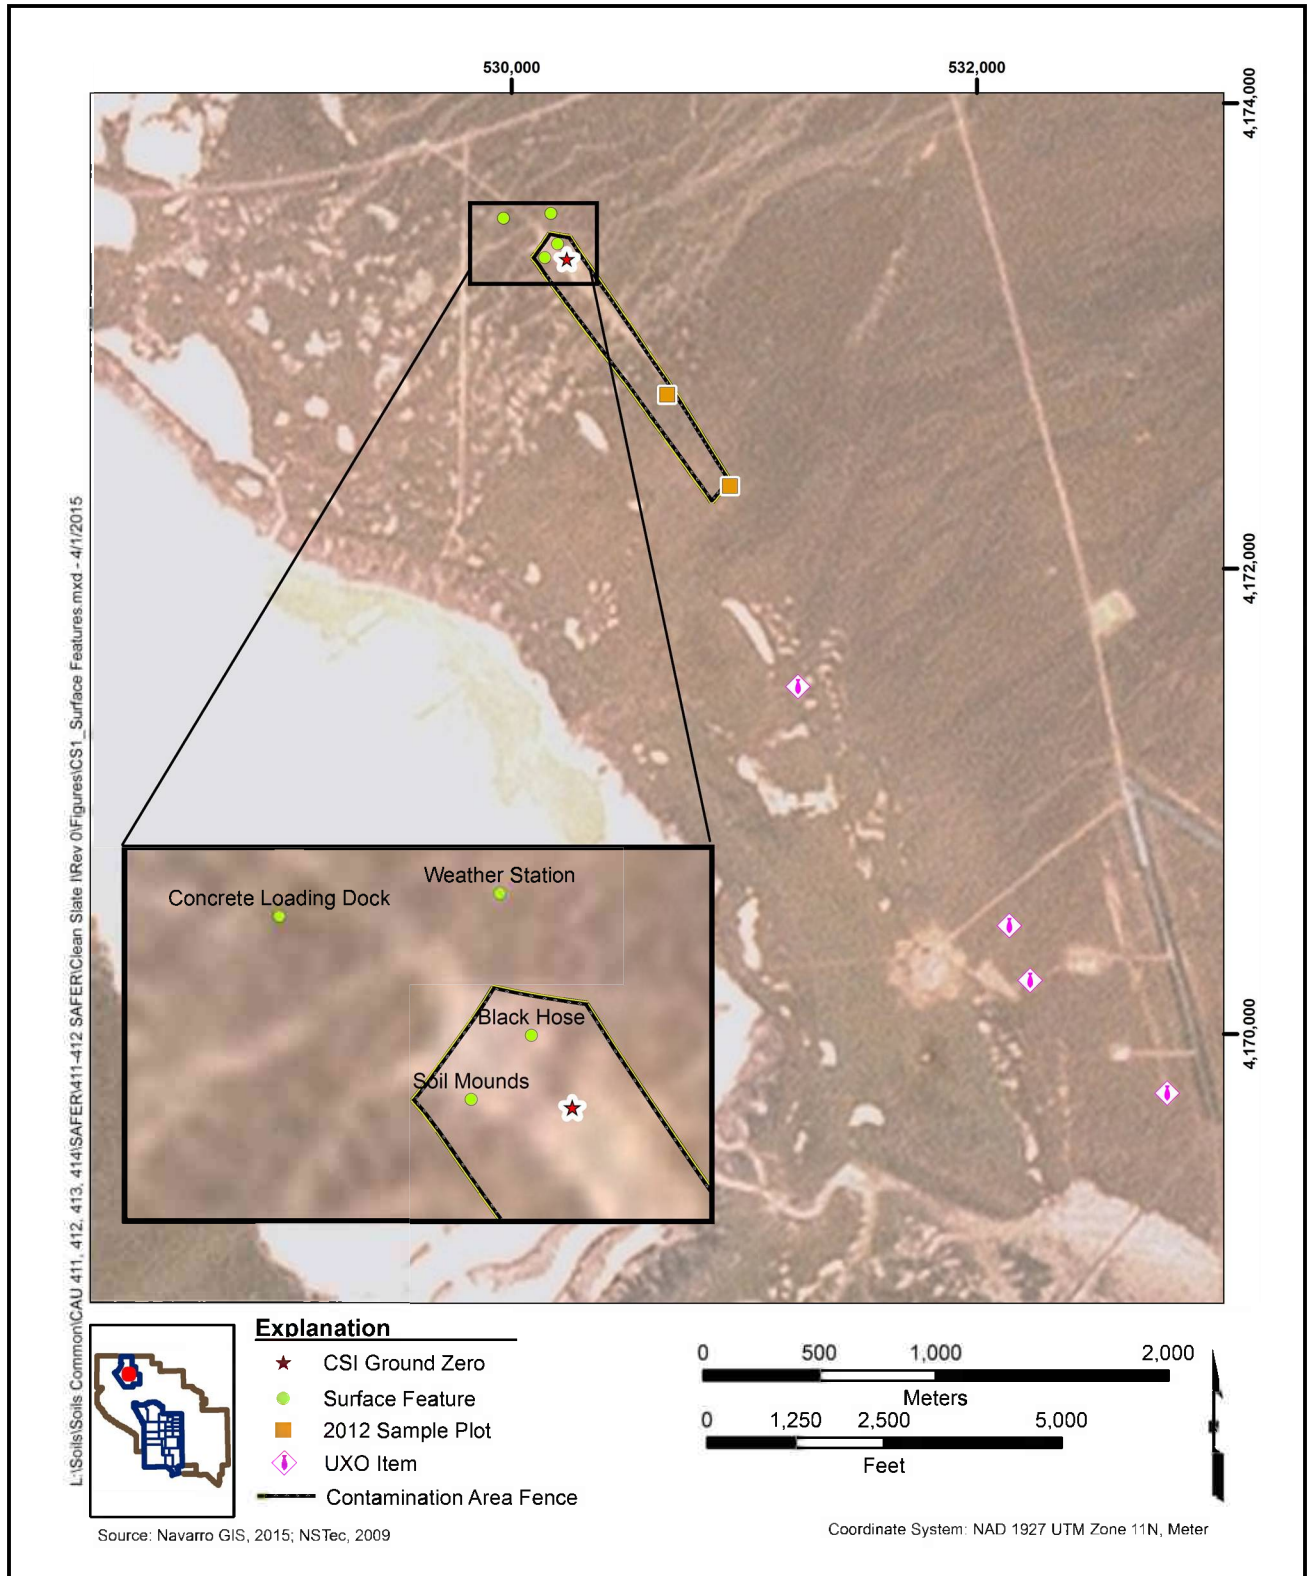 530,000
532,000
4,174,000
4,172,000
4,170,000
L:\Soils\Soils Common\CAU 411, 412, 413, 414\SAFER\411-412 SAFER\Clean Slate I\Rev 0\Figures\CS1_Surface Features.mxd - 4/1/2015
Weather Station
Concrete Loading Dock
Black Hose
Soil Mounds
Explanation
CSI Ground Zero
Surface Feature
2012 Sample Plot
UXO Item
Contamination Area Fence
0 500 1,000 2,000
Meters
0 1,250 2,500 5,000
Feet
Source: Navarro GIS, 2015; NSTec, 2009
Coordinate System: NAD 1927 UTM Zone 11N, Meter